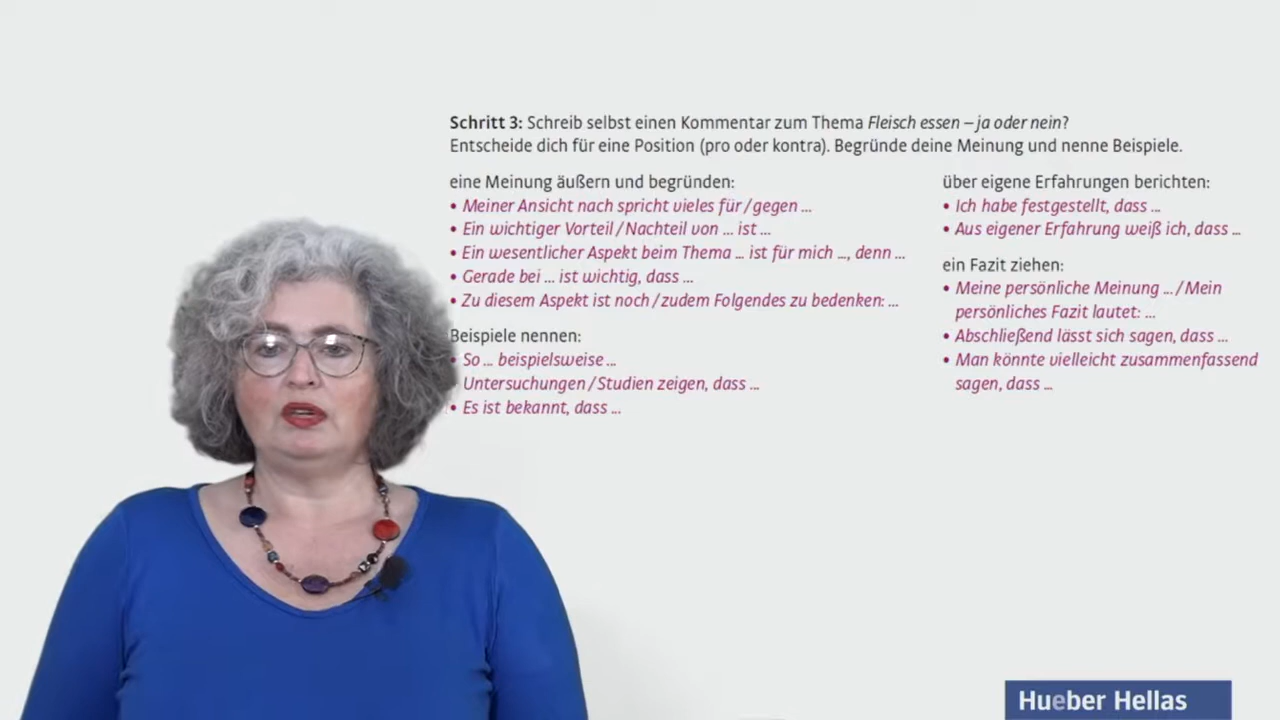 Schritt 3: Schreib selbst einen Kommentar zum Thema Fleisch essen – ja oder nein?
Entscheide dich für eine Position (pro oder kontra). Begründe deine Meinung und nenne Beispiele.
eine Meinung äußern und begründen:
• Meiner Ansicht nach spricht vieles für / gegen ...
• Ein wichtiger Vorteil / Nachteil von ... ist ...
• Ein wesentlicher Aspekt beim Thema ... ist für mich ..., denn ...
• Gerade bei ... ist wichtig, dass ...
• Zu diesem Aspekt ist noch / zudem Folgendes zu bedenken: ...
Beispiele nennen:
• So ... beispielsweise ...
Untersuchungen / Studien zeigen, dass ...
• Es ist bekannt, dass ...
über eigene Erfahrungen berichten:
• Ich habe festgestellt, dass ...
• Aus eigener Erfahrung weiß ich, dass ...
ein Fazit ziehen:
• Meine persönliche Meinung ... / Mein
persönliches Fazit lautet: ...
• Abschließend lässt sich sagen, dass ...
• Man könnte vielleicht zusammenfassend
sagen, dass ...
Hueber Hellas